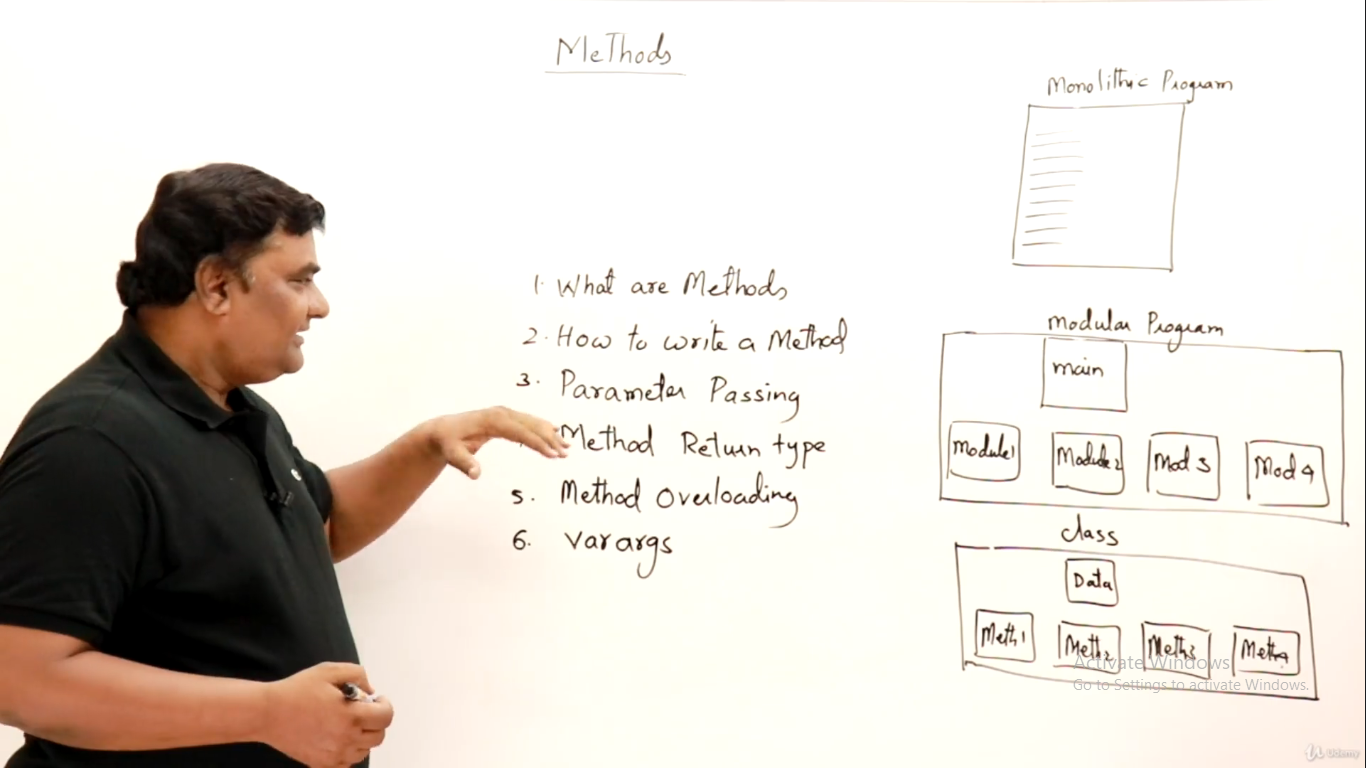 Methods
1. What are Methods
2. How to write a Method
3. Parameter Passing
Method Return type
5. Method Overloading
6. Varargs
Monolithic Program
Modular Program
main
Module1
Module2
Mod 3
Mod 4
class
Data
Meth1
Meth2
Meth3
Meth4
Activate Windows
Go to Settings to activate Windows.
Udemy